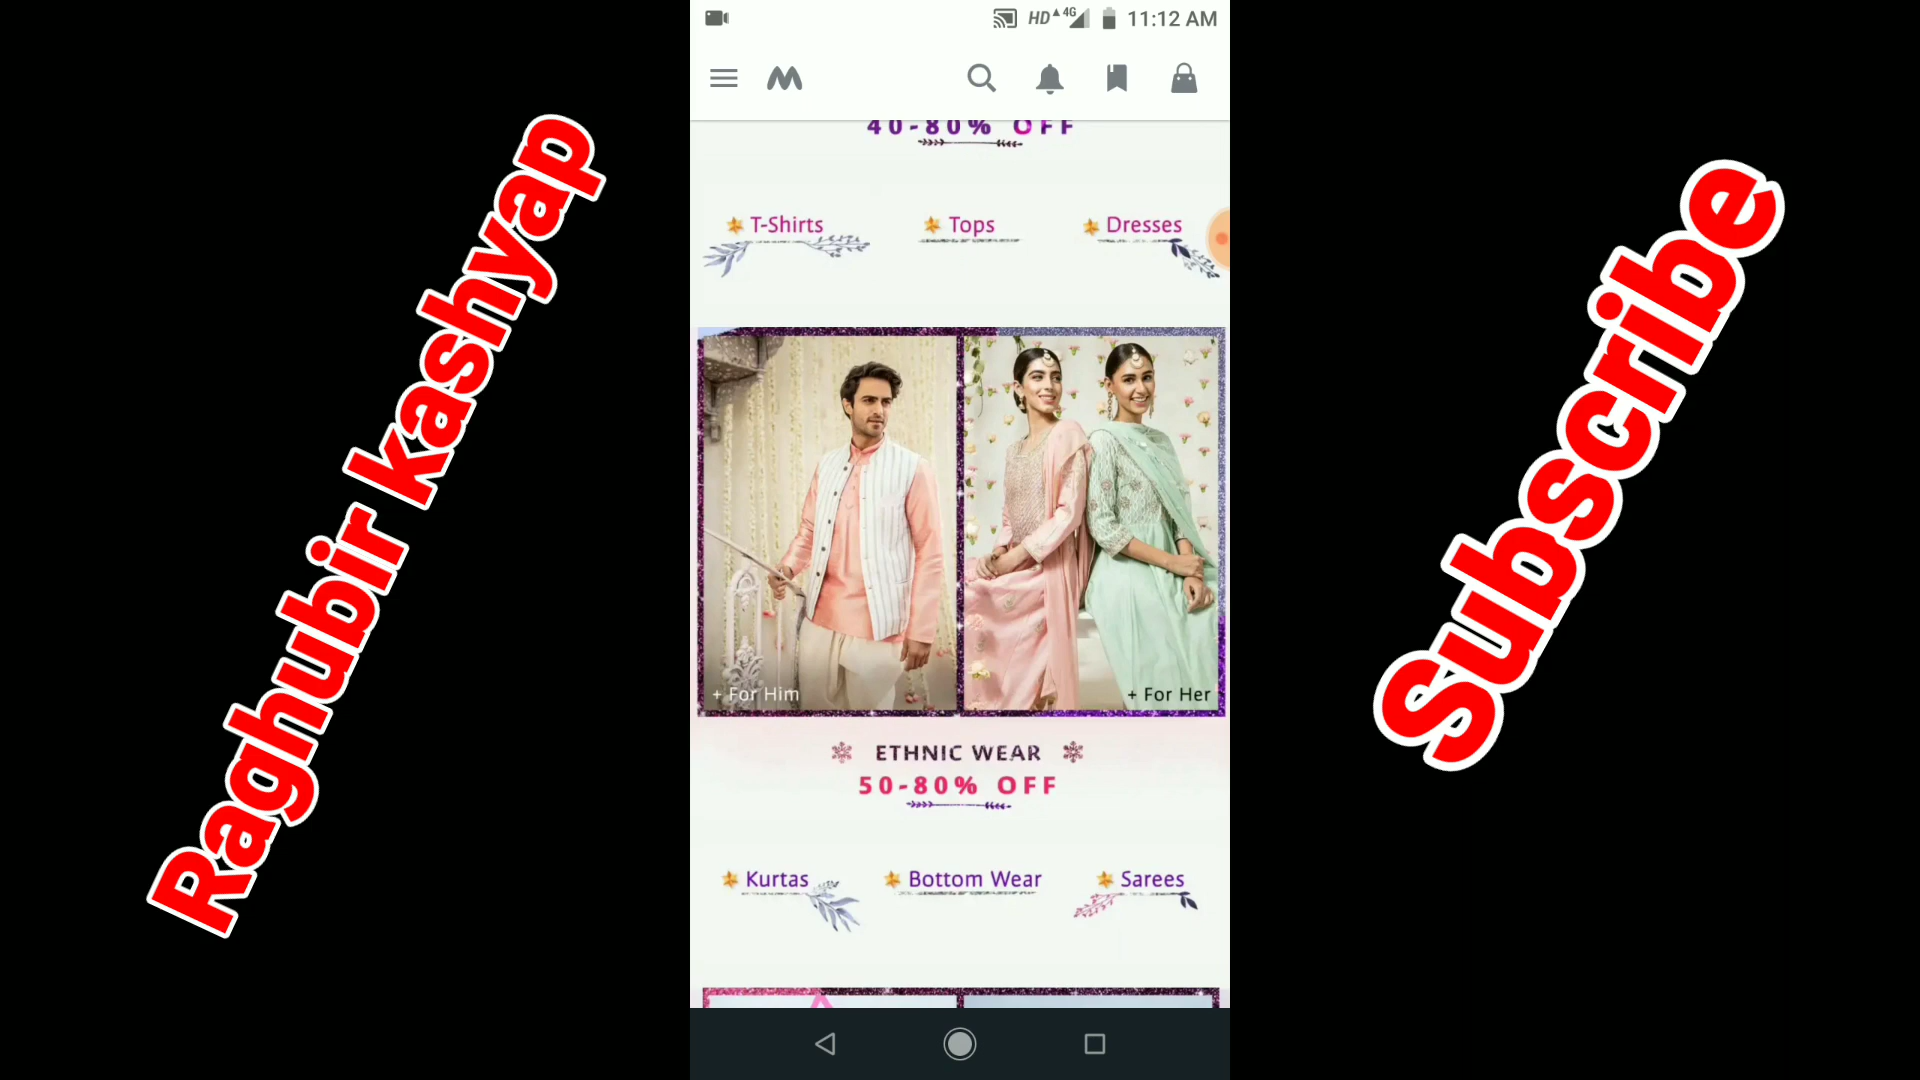 HD 4G 11:12 AM
40-80% OFF
T-Shirts Tops Dresses
+ For Him + For Her
ETHNIC WEAR
50-80% OFF
Kurtas Bottom Wear Sarees
Raghubir kashyap
Subscribe